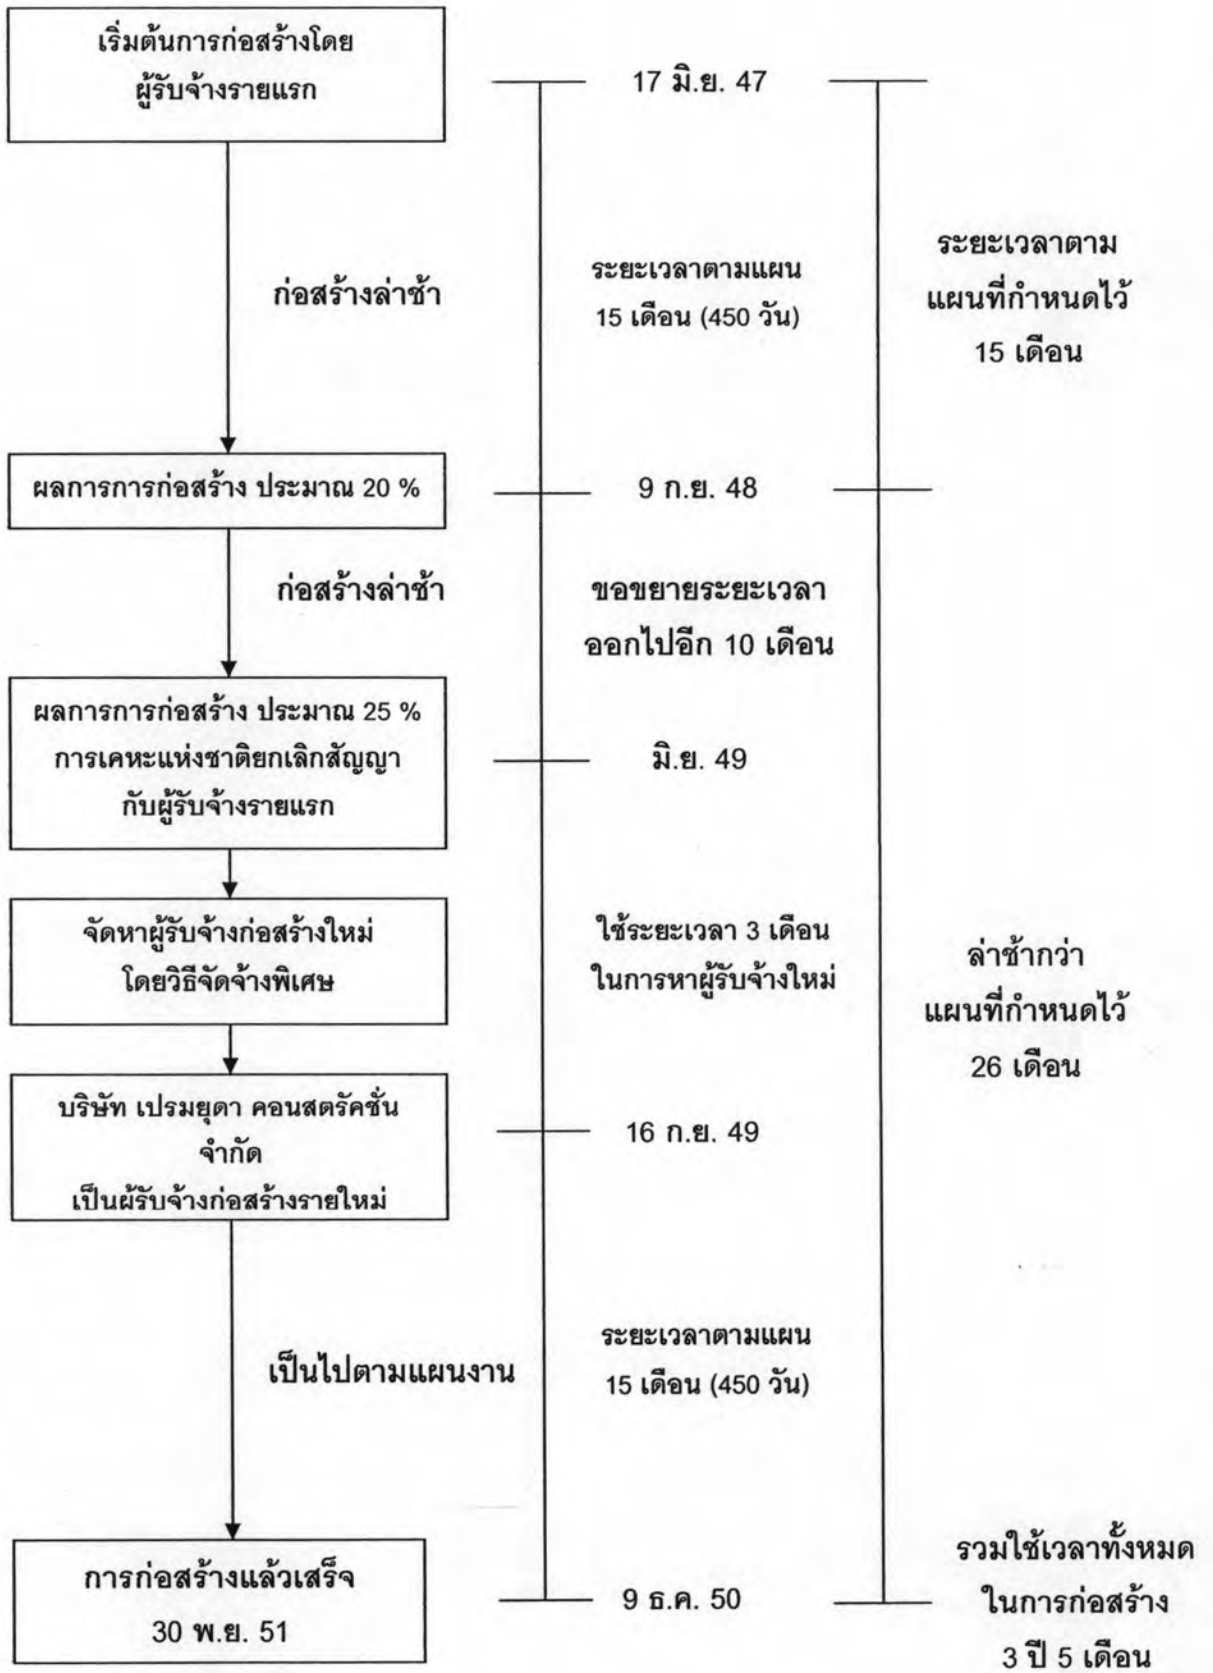 เริ่มต้นการก่อสร้างโดย
ผู้รับจ้างรายแรก
17 มิ.ย. 47
ก่อสร้างล่าช้า
ระยะเวลาตามแผน
15 เดือน (450 วัน)
ระยะเวลาตาม
แผนที่กำหนดไว้
15 เดือน
ผลการการก่อสร้าง ประมาณ 20 %
9 ก.ย. 48
ก่อสร้างล่าช้า
ขอขยายระยะเวลา
ออกไปอีก 10 เดือน
ผลการการก่อสร้าง ประมาณ 25 %
การเคหะแห่งชาติยกเลิกสัญญา
กับผู้รับจ้างรายแรก
มิ.ย. 49
จัดหาผู้รับจ้างก่อสร้างใหม่
โดยวิธีจัดจ้างพิเศษ
ใช้ระยะเวลา 3 เดือน
ในการหาผู้รับจ้างใหม่
ล่าช้ากว่า
แผนที่กำหนดไว้
26 เดือน
บริษัท เปรมยุดา คอนสตรัคชั่น
จำกัด
เป็นผู้รับจ้างก่อสร้างรายใหม่
16 ก.ย. 49
เป็นไปตามแผนงาน
ระยะเวลาตามแผน
15 เดือน (450 วัน)
การก่อสร้างแล้วเสร็จ
30 พ.ย. 51
9 ธ.ค. 50
รวมใช้เวลาทั้งหมด
ในการก่อสร้าง
3 ปี 5 เดือน